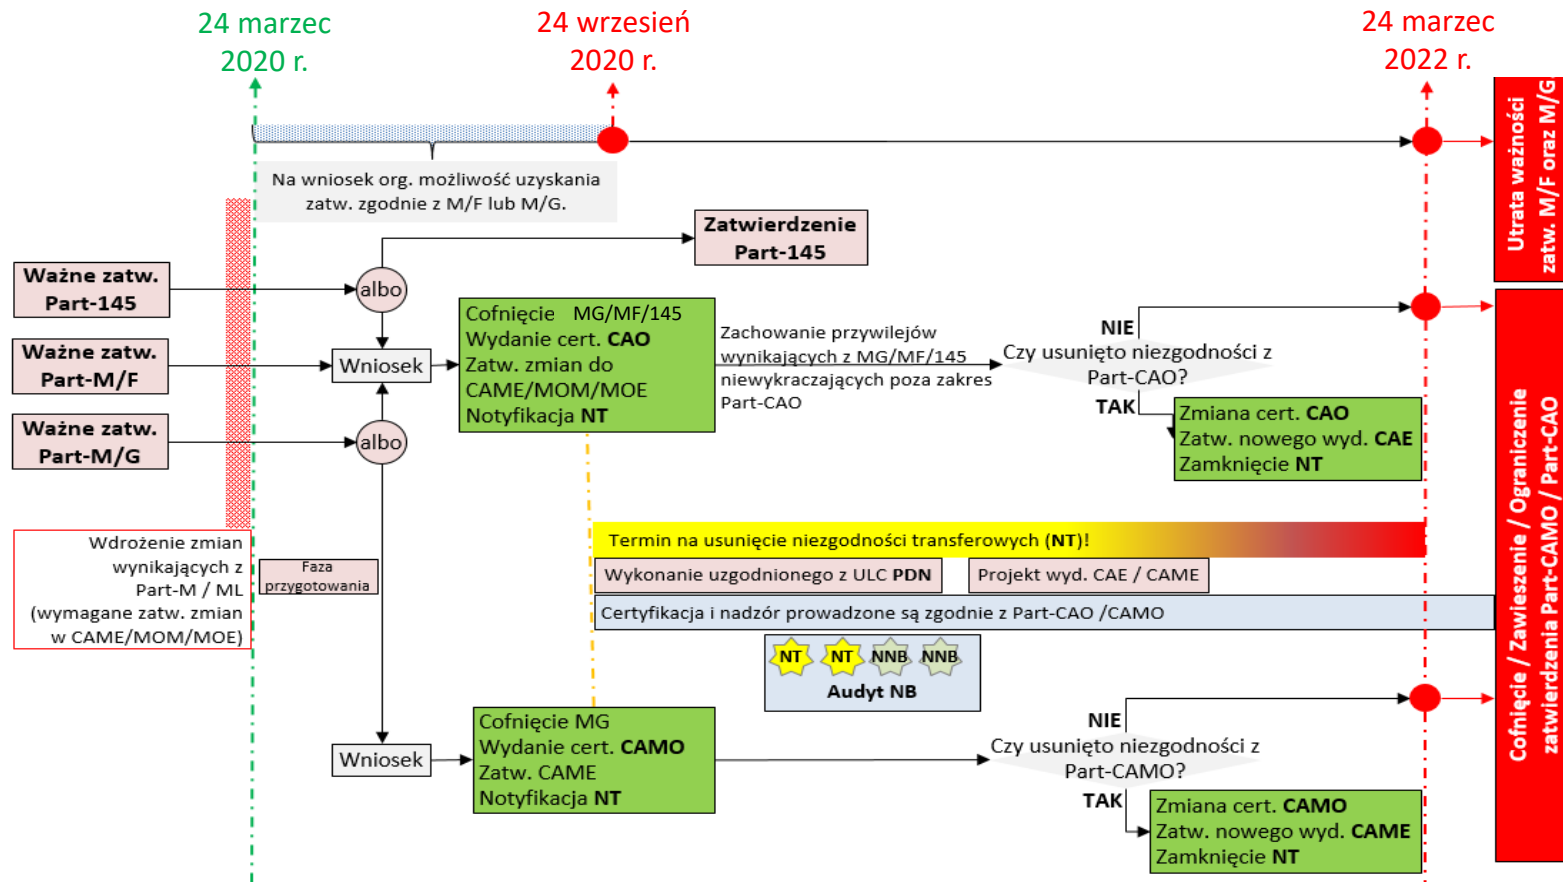 24 marzec
2020 r.
24 wrzesień
2020 r.
24 marzec
2022 r.
Utrata ważności
zatw. M/F oraz M/G
Na wniosek org. możliwość uzyskania
zatw. zgodnie z M/F lub M/G.
Zatwierdzenie
Part-145
Ważne zatw.
Part-145
albo
Ważne zatw.
Part-M/F
Wniosek
Ważne zatw.
Part-M/G
albo
Cofnięcie MG/MF/145
Wydanie cert. CAO
Zatw. zmian do
CAME/MOM/MOE
Notyfikacja NT
Zachowanie przywilejów
wynikających z MG/MF/145
niewykraczających poza zakres
Part-CAO
NIE
Czy usunięto niezgodności z
Part-CAO?
TAK
Zmiana cert. CAO
Zatw. nowego wyd. CAE
Zamknięcie NT
Cofnięcie / Zawieszenie / Ograniczenie
zatwierdzenia Part-CAMO / Part-CAO
Wdrożenie zmian
wynikających z
Part-M / ML
(wymagane zatw. zmian
w CAME/MOM/MOE)
Faza
przygotowania
Termin na usunięcie niezgodności transferowych (NT)!
Wykonanie uzgodnionego z ULC PDN
Projekt wyd. CAE / CAME
Certyfikacja i nadzór prowadzone są zgodnie z Part-CAO /CAMO
NT NT NNB NNB
Audyt NB
Wniosek
Cofnięcie MG
Wydanie cert. CAMO
Zatw. CAME
Notyfikacja NT
NIE
Czy usunięto niezgodności z
Part-CAMO?
TAK
Zmiana cert. CAMO
Zatw. nowego wyd. CAME
Zamknięcie NT